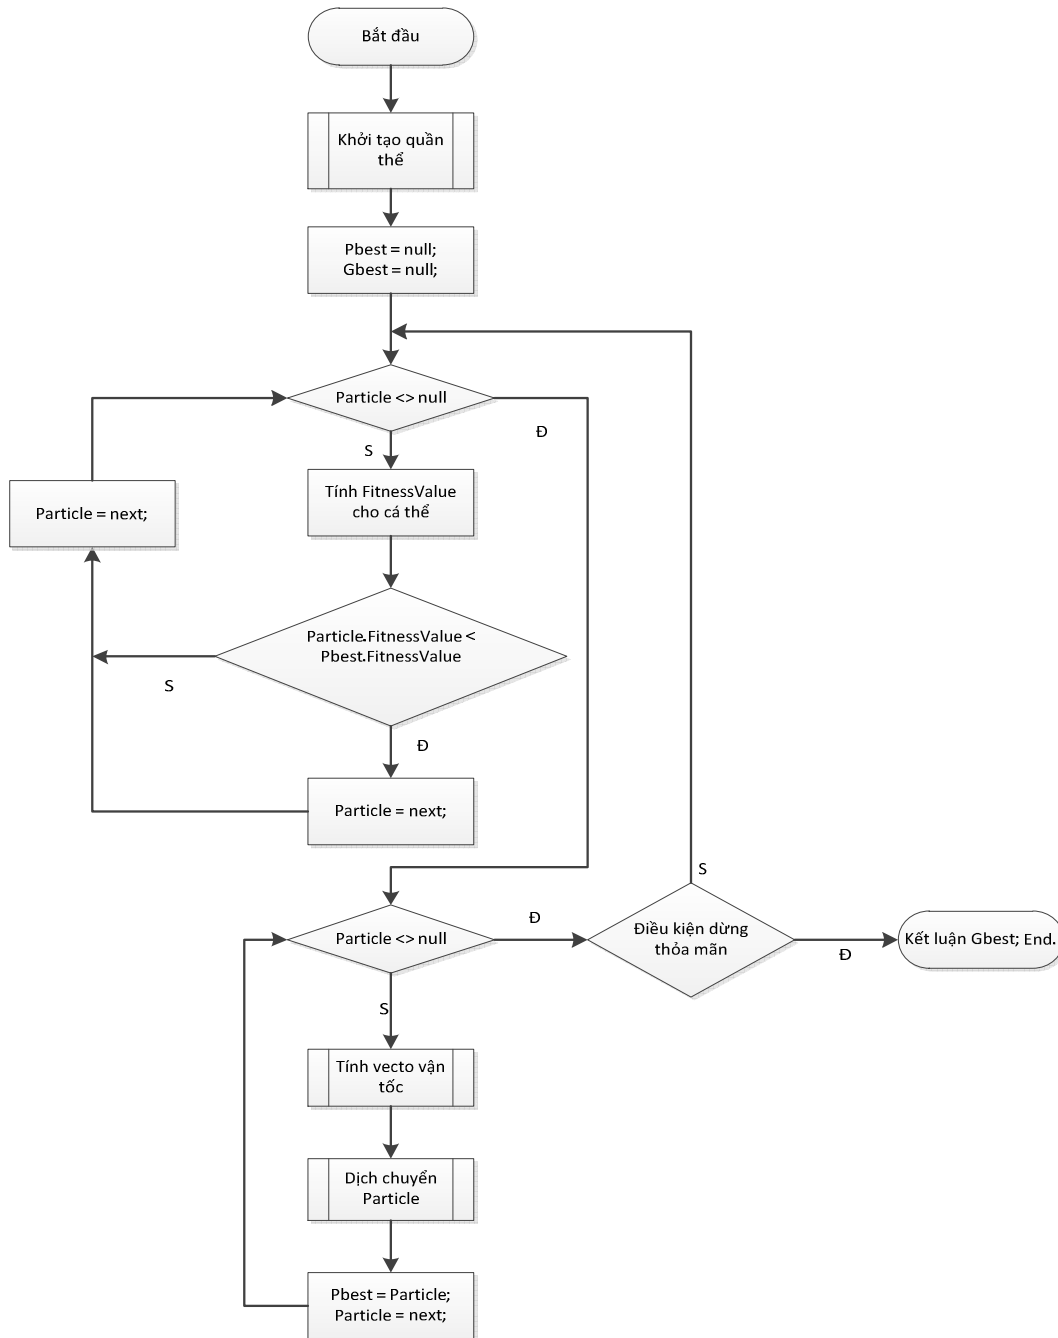 Bắt đầu
Khởi tạo quần
thể
Pbest = null;
Gbest = null;
Particle <> null
Đ
S
Tính FitnessValue
cho cá thể
Particle = next;
Particle.FitnessValue <
Pbest.FitnessValue
S
Đ
Particle = next;
S
Particle <> null
Đ
Điều kiện dừng
thỏa mãn
Đ
Kết luận Gbest; End.
S
Tính vecto vận
tốc
Dịch chuyển
Particle
Pbest = Particle;
Particle = next;